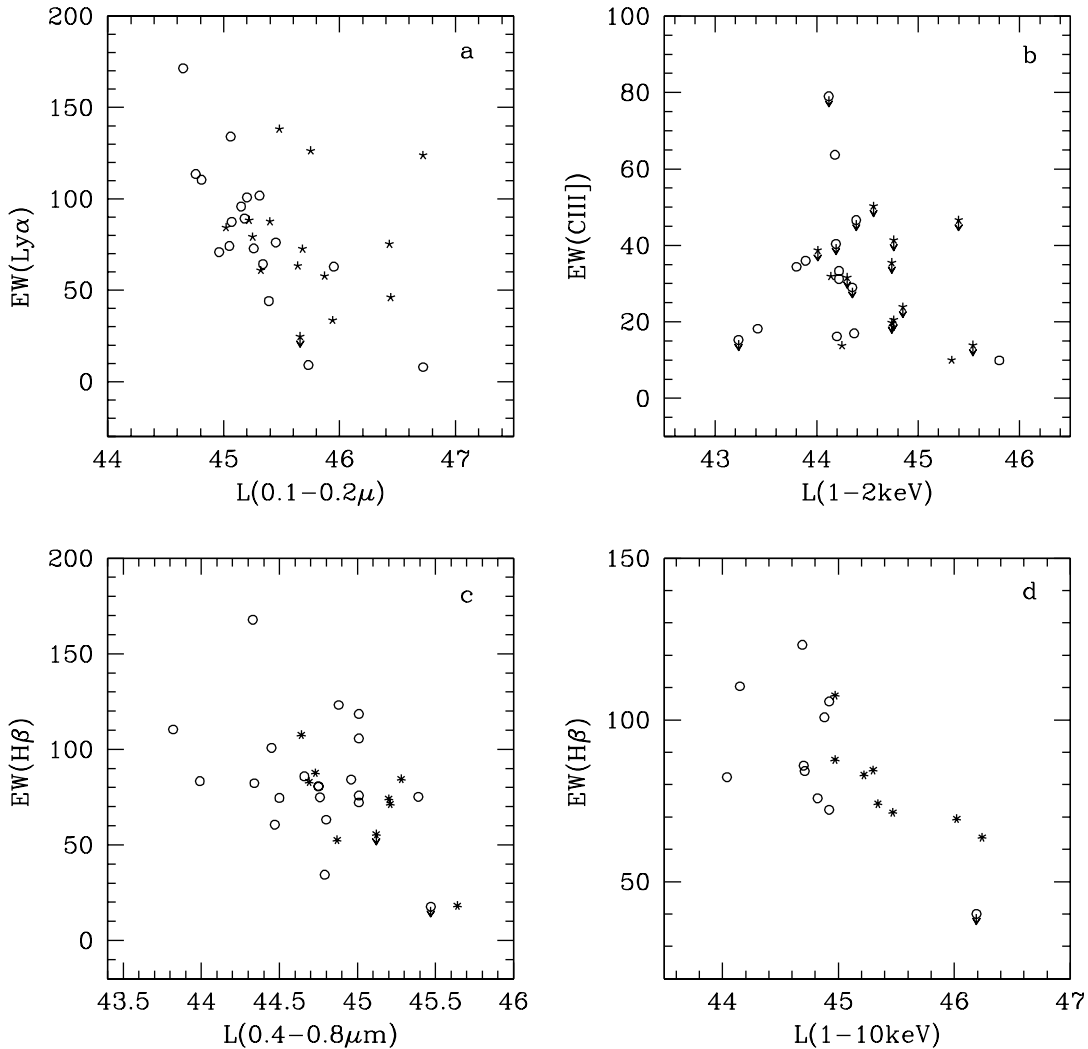 200
150
100
50
0
EW(Lyα)
a
44 45 46 47
L(0.1−0.2μ)
100
80
60
40
20
0
EW(CIII])
b
43 44 45 46
L(1−2keV)
200
150
100
50
0
EW(Hβ)
c
43.5 44 44.5 45 45.5 46
L(0.4−0.8μm)
150
100
50
EW(Hβ)
d
44 45 46 47
L(1−10keV)